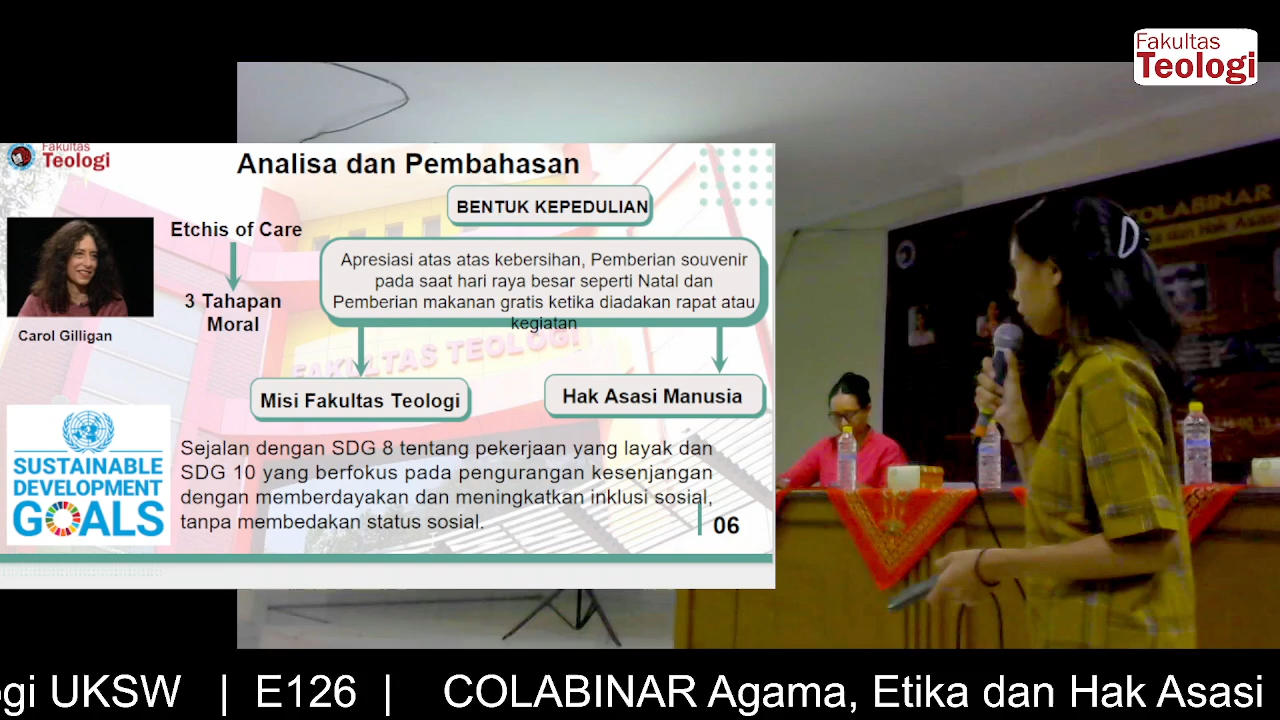 Fakultas
Teologi
Fakultas
Teologi
Analisa dan Pembahasan
BENTUK KEPEDULIAN
Etchis of Care
3 Tahapan
Moral
Carol Gilligan
Apresiasi atas atas kebersihan, Pemberian souvenir
pada saat hari raya besar seperti Natal dan
Pemberian makanan gratis ketika diadakan rapat atau
kegiatan
FAKULTAS TEOLOGI
Misi Fakultas Teologi
Hak Asasi Manusia
SUSTAINABLE
DEVELOPMENT
GOALS
Sejalan dengan SDG 8 tentang pekerjaan yang layak dan
SDG 10 yang berfokus pada pengurangan kesenjangan
dengan memberdayakan dan meningkatkan inklusi sosial,
tanpa membedakan status sosial.
06
COLABINAR
dan Hak Asasi
ogi UKSW | E126 | COLABINAR Agama, Etika dan Hak Asasi